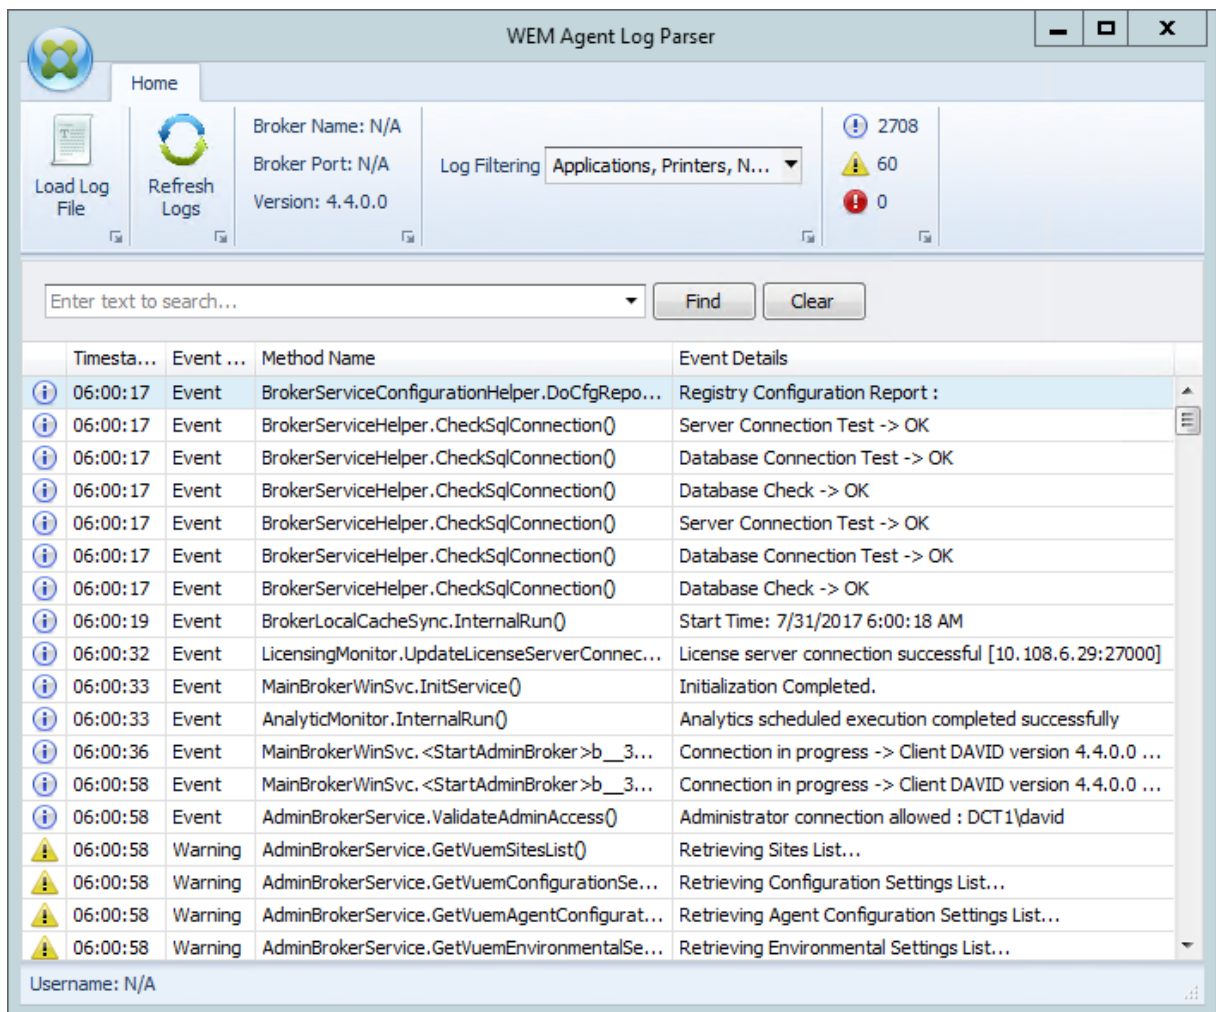 WEM Agent Log Parser
Home
Load Log File
Refresh Logs
Broker Name: N/A
Broker Port: N/A
Version: 4.4.0.0
Log Filtering Applications, Printers, N...
2708
60
0
Enter text to search...
Find
Clear
Timesta... Event ... Method Name Event Details
06:00:17 Event BrokerServiceConfigurationHelper.DoCfgRepo... Registry Configuration Report :
06:00:17 Event BrokerServiceHelper.CheckSqlConnection() Server Connection Test -> OK
06:00:17 Event BrokerServiceHelper.CheckSqlConnection() Database Connection Test -> OK
06:00:17 Event BrokerServiceHelper.CheckSqlConnection() Database Check -> OK
06:00:17 Event BrokerServiceHelper.CheckSqlConnection() Server Connection Test -> OK
06:00:17 Event BrokerServiceHelper.CheckSqlConnection() Database Connection Test -> OK
06:00:17 Event BrokerServiceHelper.CheckSqlConnection() Database Check -> OK
06:00:19 Event BrokerLocalCacheSync.InternalRun() Start Time: 7/31/2017 6:00:18 AM
06:00:32 Event LicensingMonitor.UpdateLicenseServerConnec... License server connection successful [10.108.6.29:27000]
06:00:33 Event MainBrokerWinSvc.InitService() Initialization Completed.
06:00:33 Event AnalyticMonitor.InternalRun() Analytics scheduled execution completed successfully
06:00:36 Event MainBrokerWinSvc.<StartAdminBroker>b__3... Connection in progress -> Client DAVID version 4.4.0.0 ...
06:00:58 Event MainBrokerWinSvc.<StartAdminBroker>b__3... Connection in progress -> Client DAVID version 4.4.0.0 ...
06:00:58 Event AdminBrokerService.ValidateAdminAccess() Administrator connection allowed : DCT1\david
06:00:58 Warning AdminBrokerService.GetVuemSitesList() Retrieving Sites List...
06:00:58 Warning AdminBrokerService.GetVuemConfigurationSe... Retrieving Configuration Settings List...
06:00:58 Warning AdminBrokerService.GetVuemAgentConfigurat... Retrieving Agent Configuration Settings List...
06:00:58 Warning AdminBrokerService.GetVuemEnvironmentalSe... Retrieving Environmental Settings List...
Username: N/A